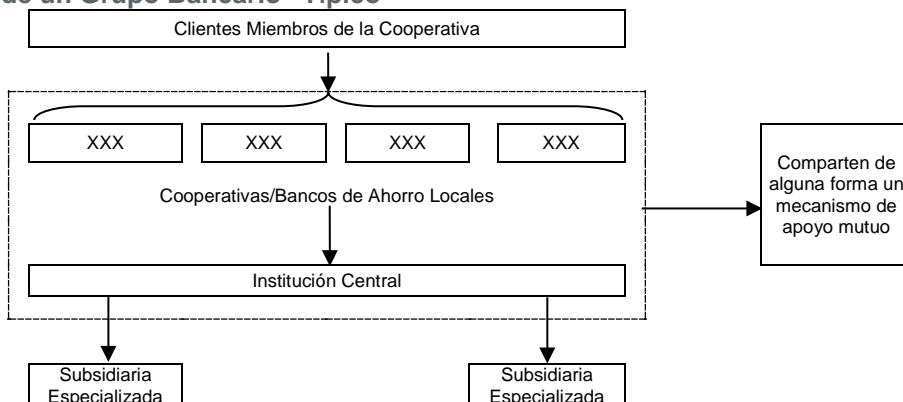 Clientes Miembros de la Cooperativa
XXX XXX XXX XXX
Cooperativas/Bancos de Ahorro Locales
Comparten de
alguna forma un
mecanismo de
apoyo mutuo
Institución Central
Subsidiaria
Especializada
Subsidiaria
Especializada